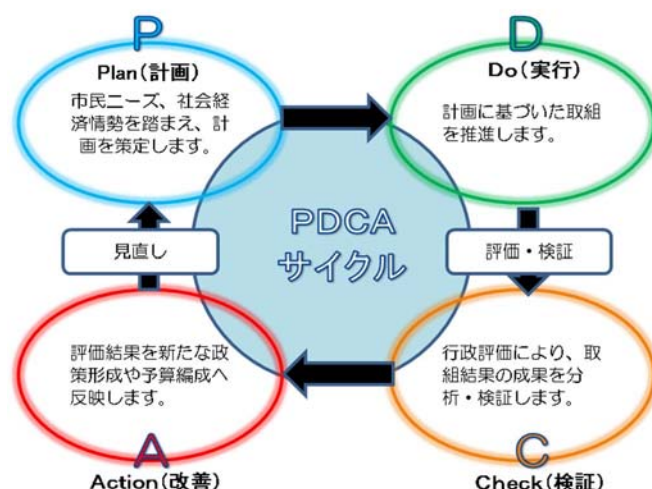 P
Plan(計画)
市民ニーズ、社会経
済情勢を踏まえ、計
画を策定します。
D
Do(実行)
計画に基づいた取組
を推進します。
PDCA
サイクル
見直し
評価・検証
評価結果を新たな政
策形成や予算編成へ
反映します。
A
Action(改善)
行政評価により、取
組結果の成果を分
析・検証します。
C
Check(検証)